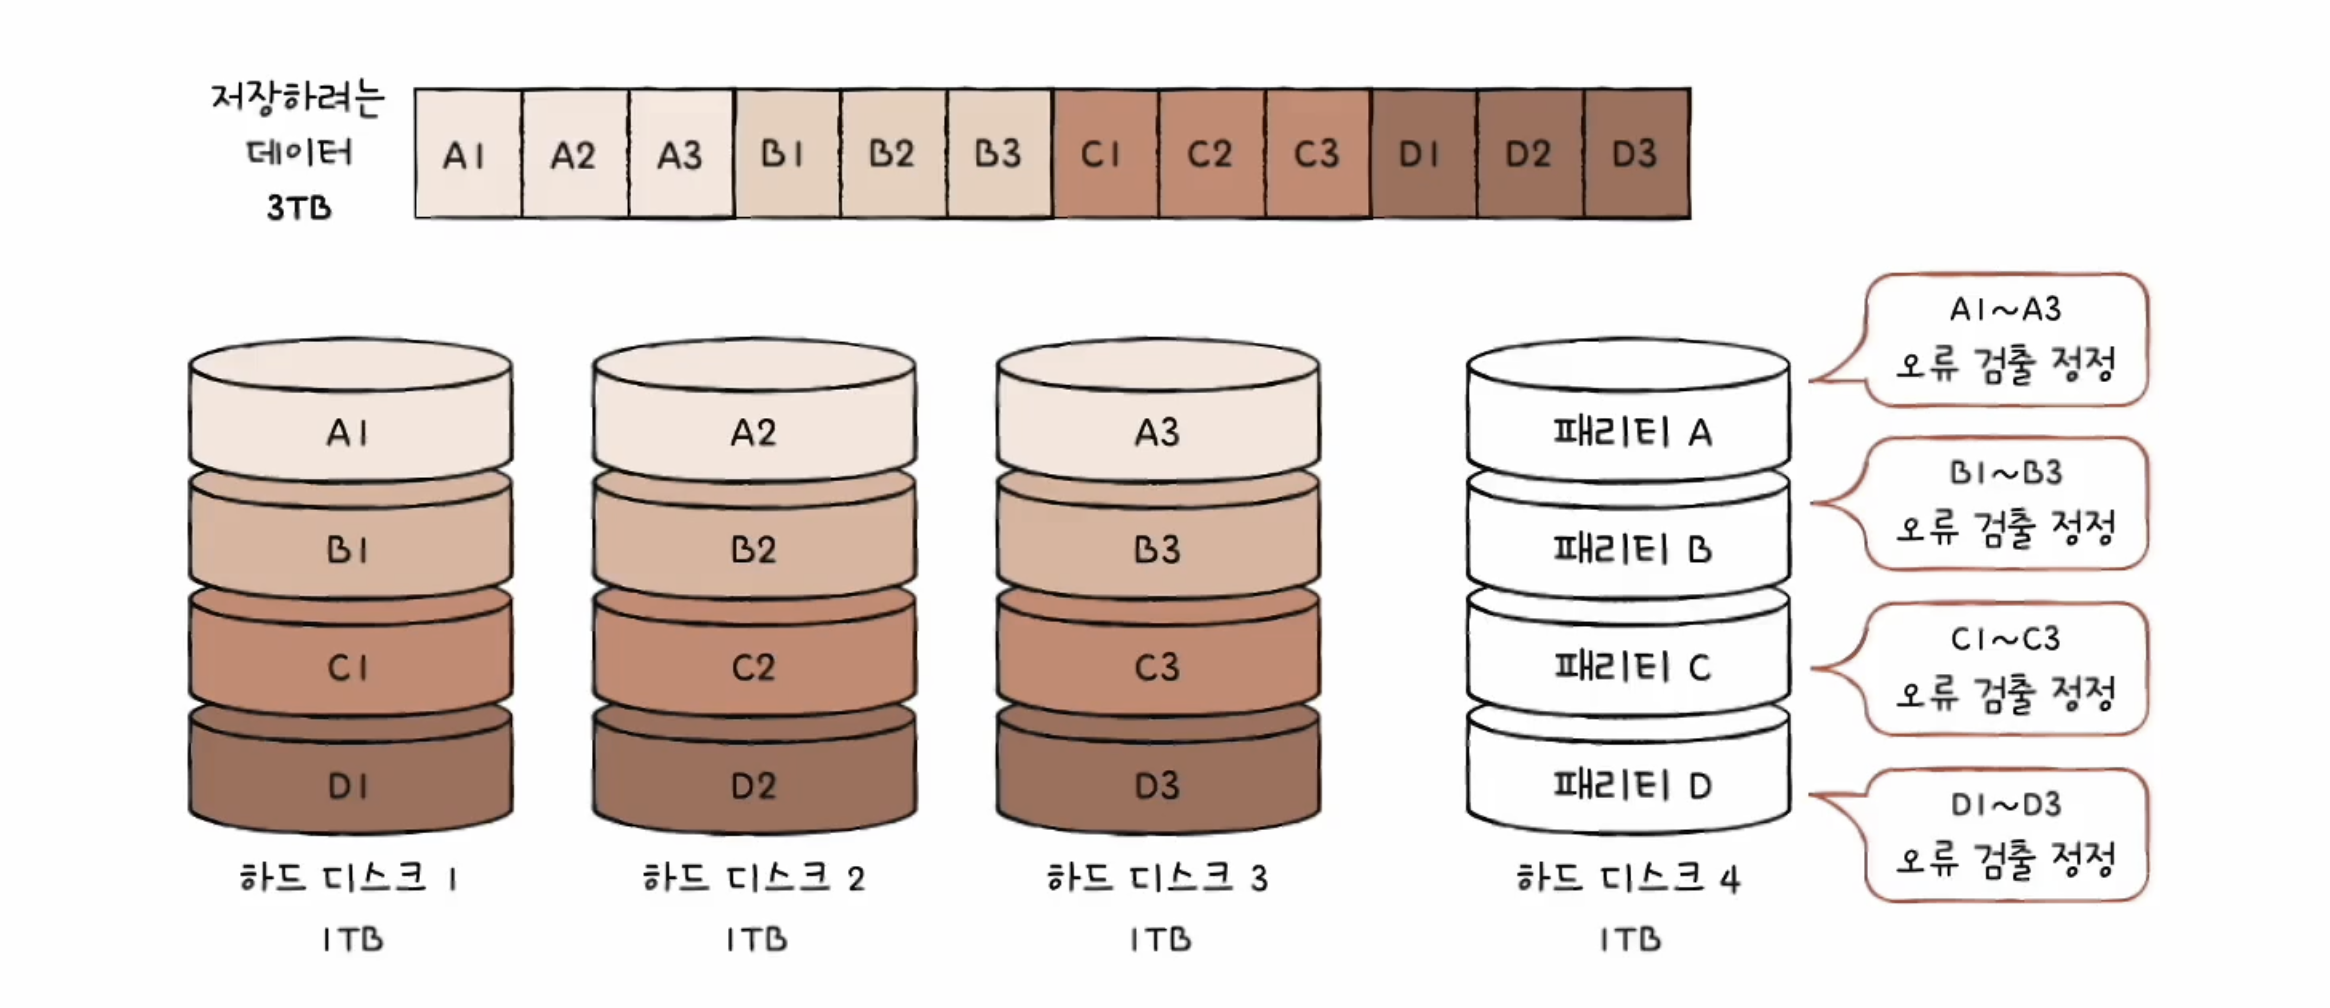 저장하려는
데이터
3TB
A1 A2 A3 B1 B2 B3 C1 C2 C3 D1 D2 D3
A1
B1
C1
D1
하드 디스크 1
1TB
A2
B2
C2
D2
하드 디스크 2
1TB
A3
B3
C3
D3
하드 디스크 3
1TB
패리티 A
패리티 B
패리티 C
패리티 D
하드 디스크 4
1TB
A1~A3
오류 검출 정정
B1~B3
오류 검출 정정
C1~C3
오류 검출 정정
D1~D3
오류 검출 정정